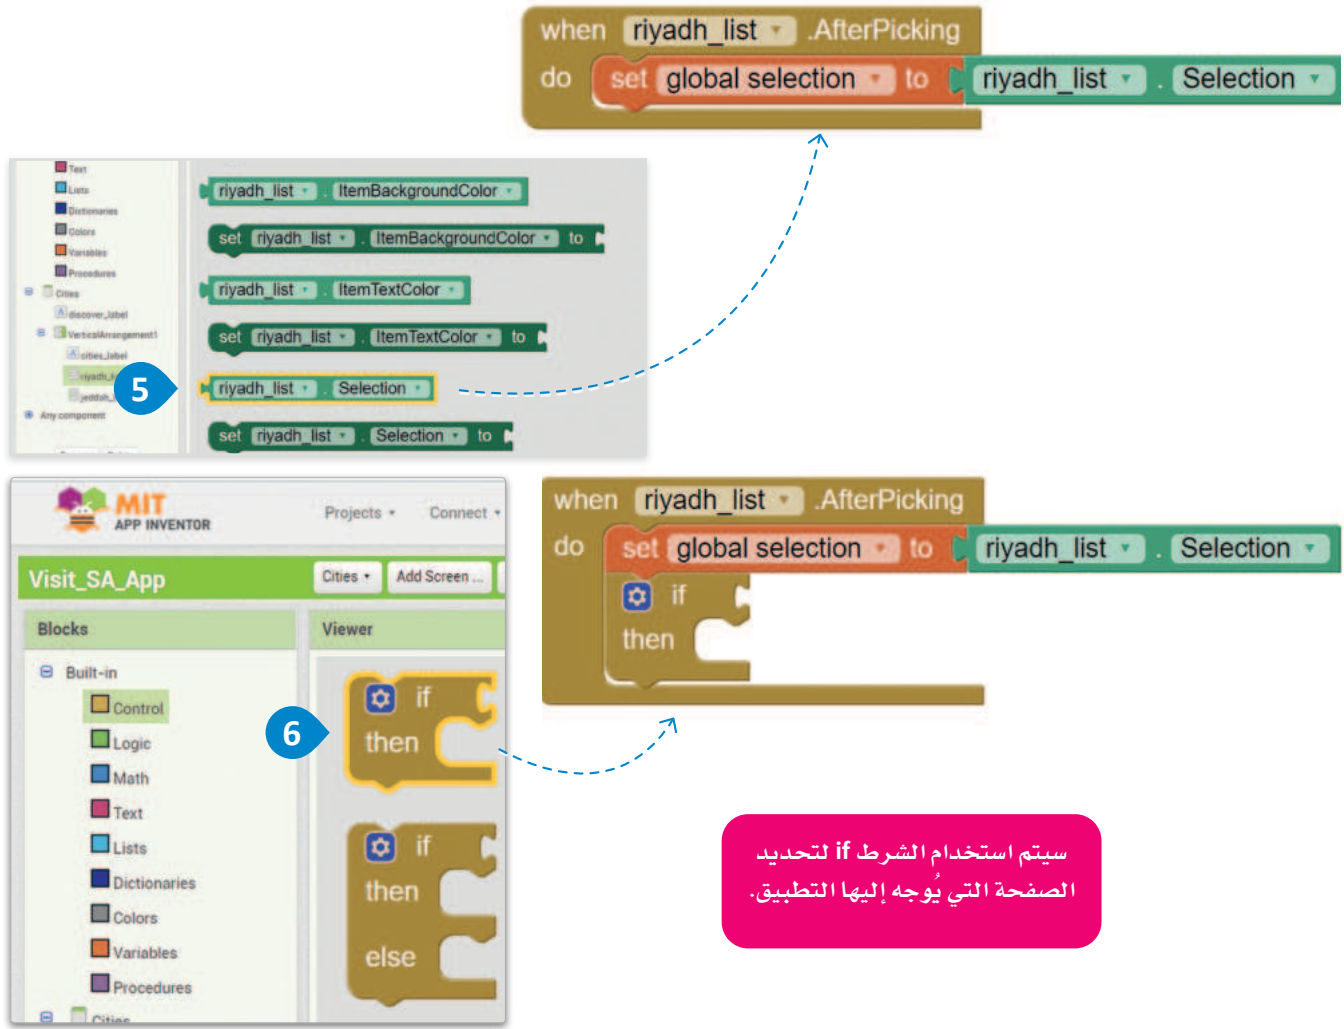 when riyadh_list .AfterPicking
do set global selection to riyadh_list . Selection
Text
Lists
Dictionaries
Colors
Variables
Procedures
Cities
discover_label
VerticalArrangement1
cities_label
Any component
riyadh_list . ItemBackgroundColor
set riyadh_list . ItemBackgroundColor to
riyadh_list . ItemTextColor
set riyadh_list . ItemTextColor to
5
riyadh_list . Selection
set riyadh_list . Selection to
MIT
APP INVENTOR
Projects Connect
Visit_SA_App
Cities Add Screen ...
Blocks
Viewer
Built-in
Control
Logic
Math
Text
Lists
Dictionaries
Colors
Variables
Procedures
Cities
6
if
then
if
then
else
when riyadh_list .AfterPicking
do set global selection to riyadh_list . Selection
if
then
سيتم استخدام الشرط if لتحديد
الصفحة التي يُوجه إليها التطبيق.